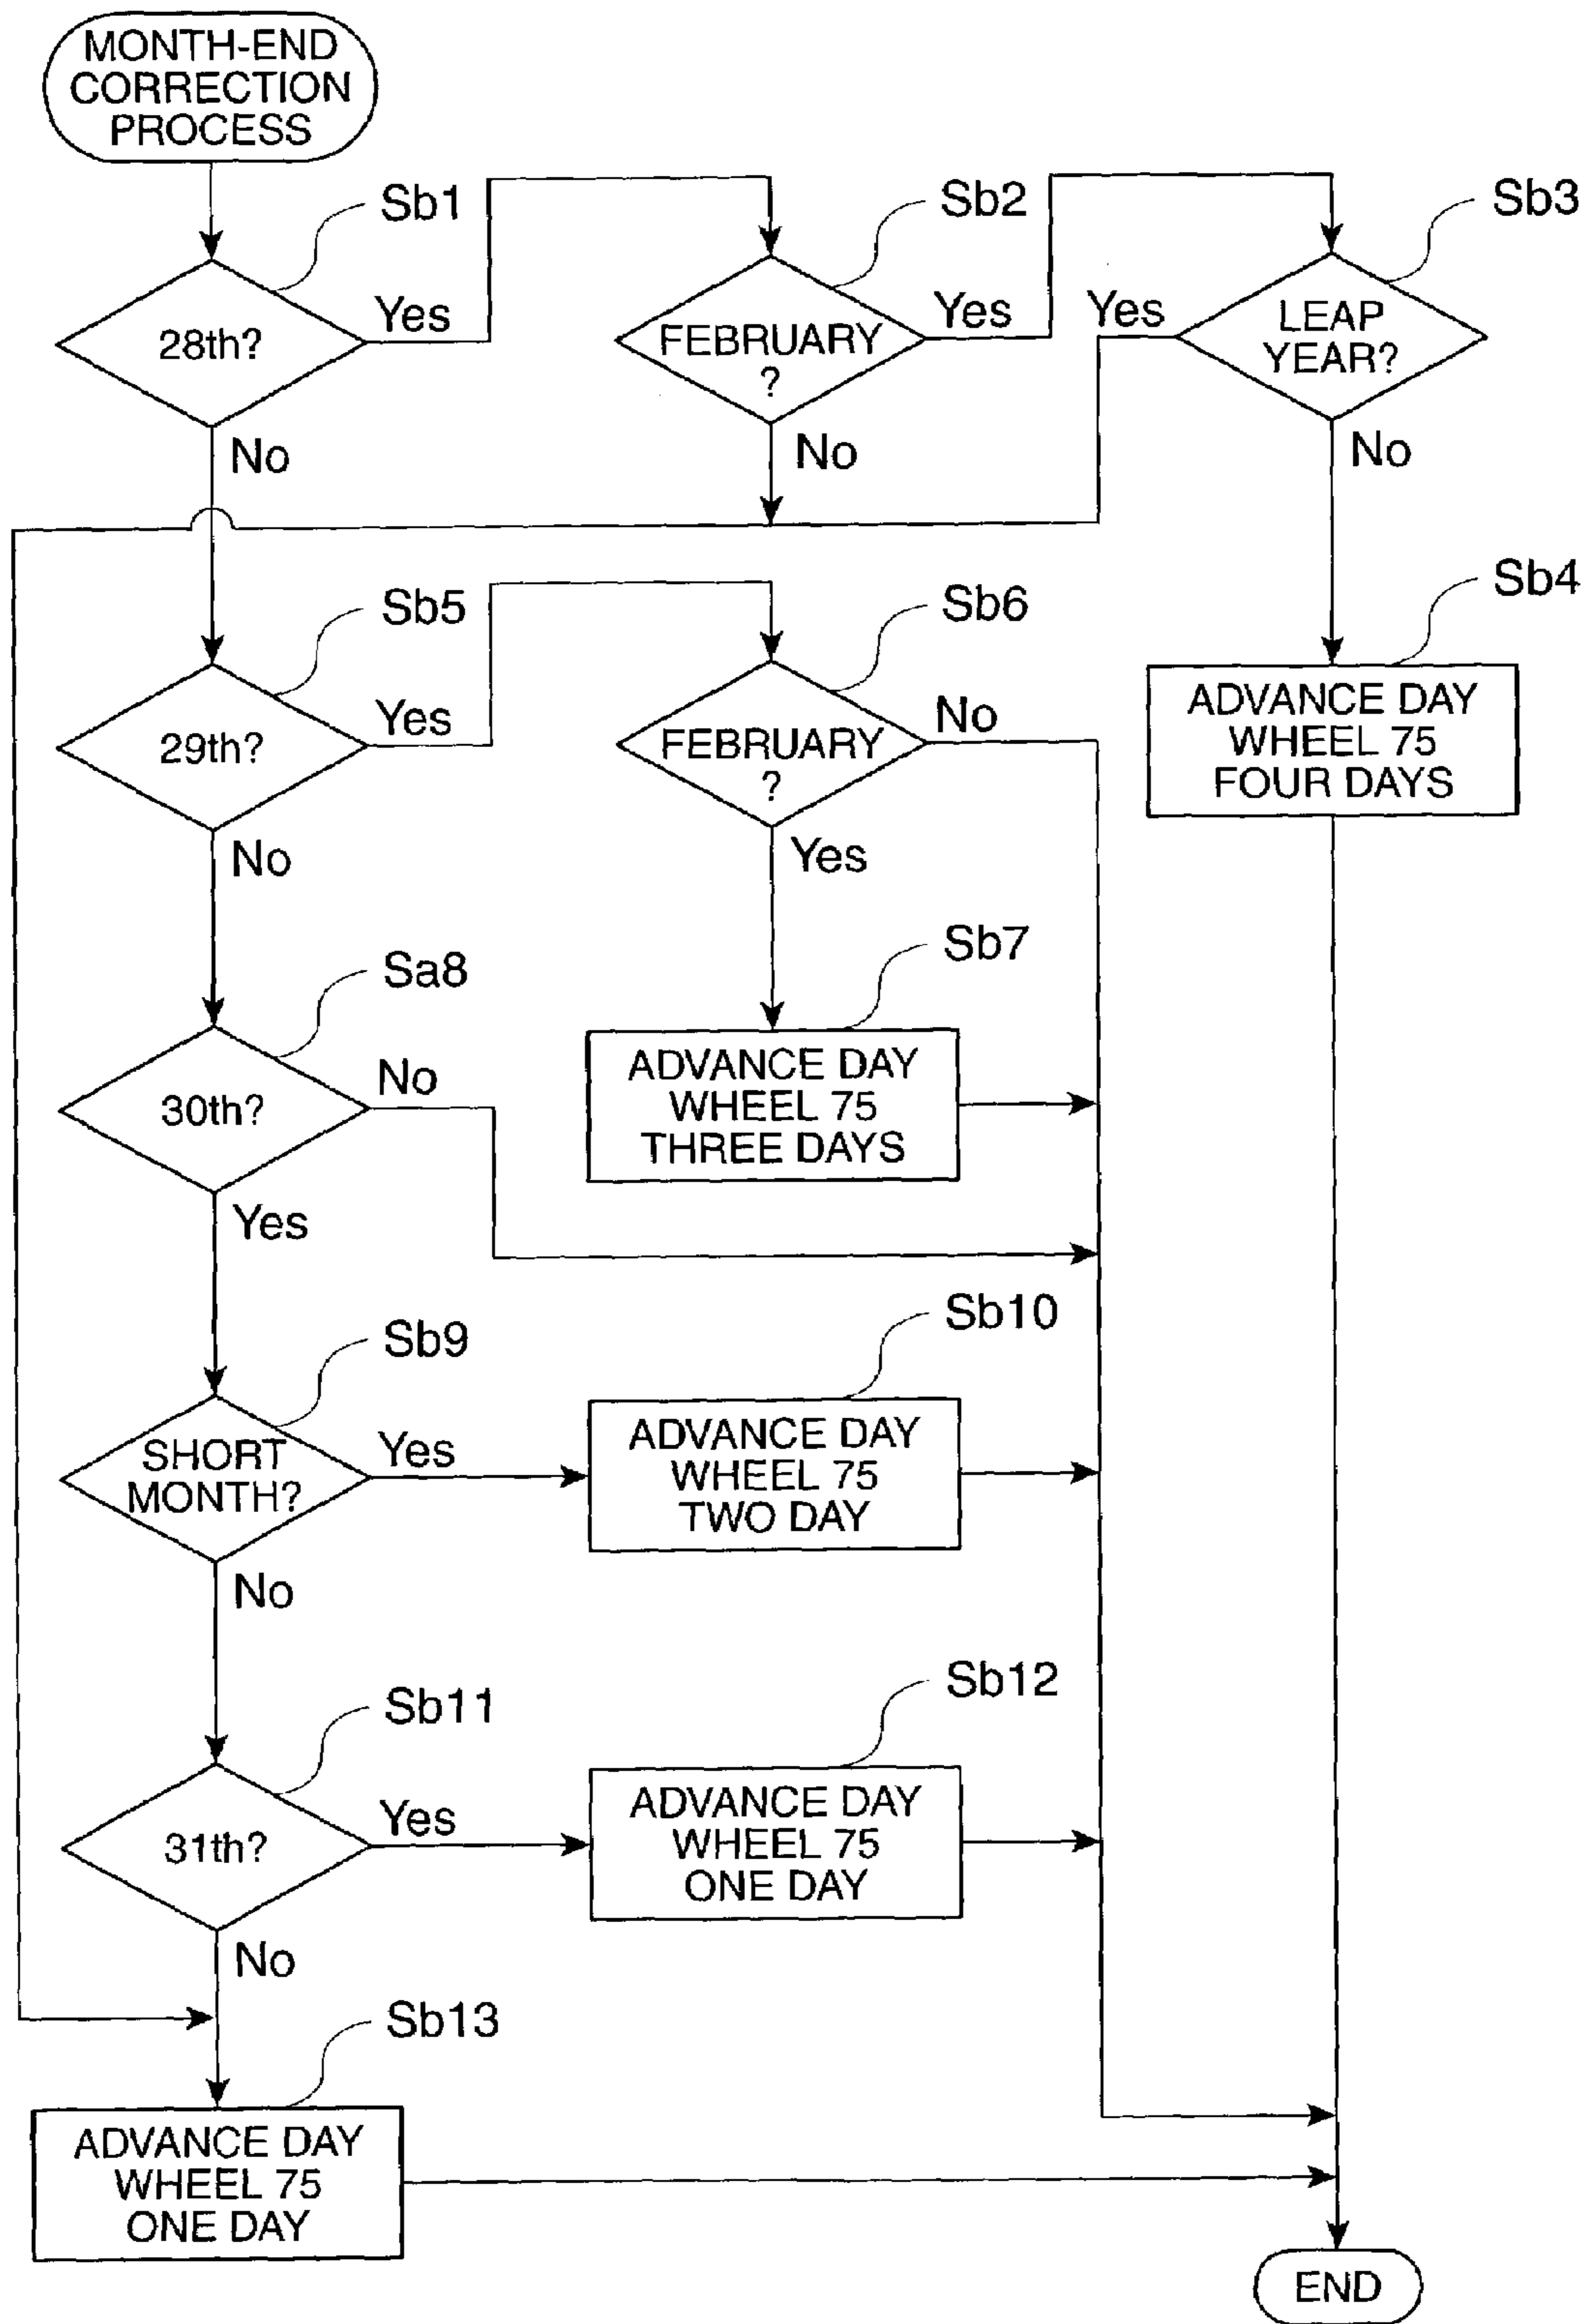 MONTH-END
CORRECTION
PROCESS
Sb1
Sb2
Sb3
28th?
Yes
FEBRUARY
?
Yes
Yes
LEAP
YEAR?
No
No
No
Sb4
Sb5
Sb6
29th?
Yes
FEBRUARY
?
No
ADVANCE DAY
WHEEL 75
FOUR DAYS
No
Yes
Sa8
Sb7
30th?
No
ADVANCE DAY
WHEEL 75
THREE DAYS
Yes
Sb9
Sb10
SHORT
MONTH?
Yes
ADVANCE DAY
WHEEL 75
TWO DAY
No
Sb11
Sb12
31th?
Yes
ADVANCE DAY
WHEEL 75
ONE DAY
No
Sb13
ADVANCE DAY
WHEEL 75
ONE DAY
END